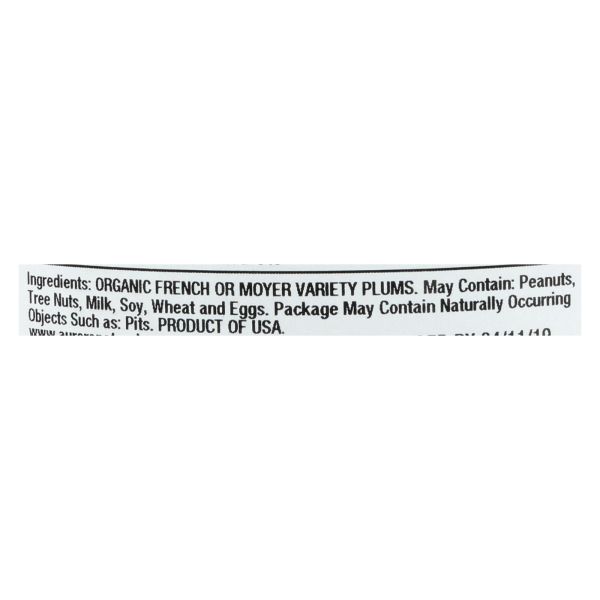 Ingredients: ORGANIC FRENCH OR MOYER VARIETY PLUMS. May Contain: Peanuts,
Tree Nuts, Milk, Soy, Wheat and Eggs. Package May Contain Naturally Occurring
Objects Such as: Pits. PRODUCT OF USA.